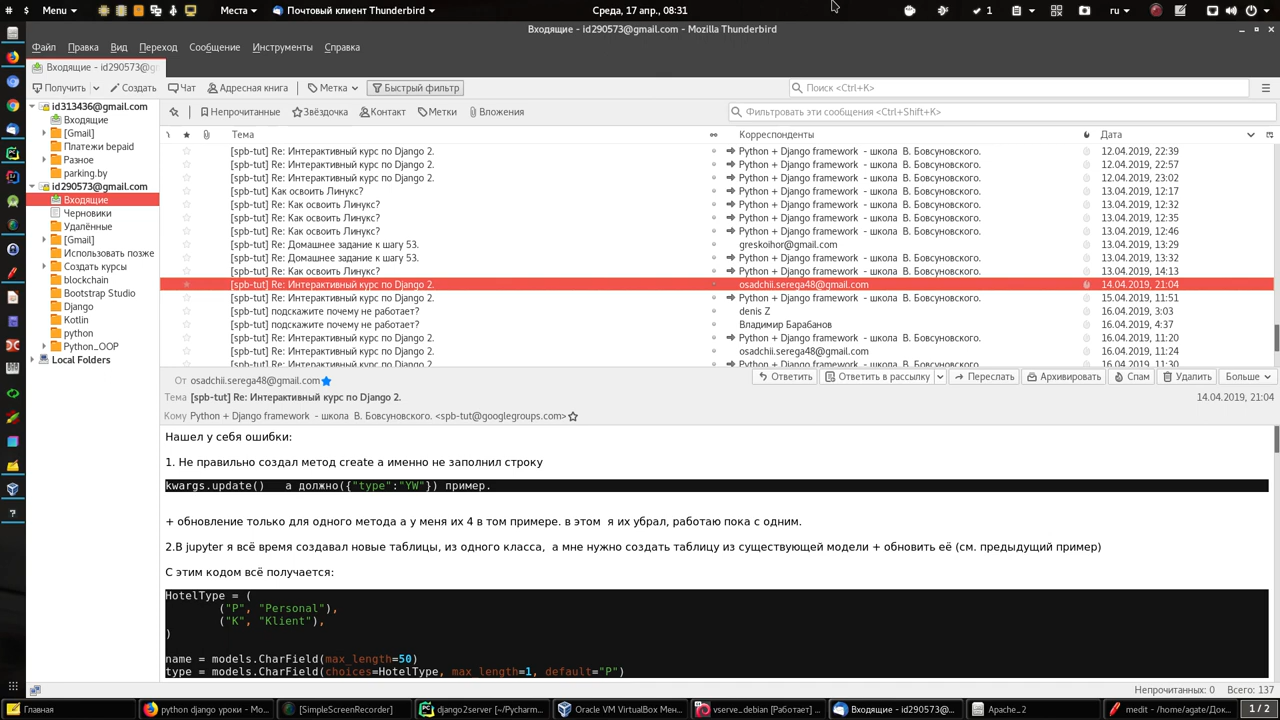 Menu
Места
Почтовый клиент Thunderbird
Среда, 17 апр., 08:31
1
ru
Входящие - id290573@gmail.com - Mozilla Thunderbird
Файл Правка Вид Переход Сообщение Инструменты Справка
Входящие - id290573@gm
Получить Создать Чат Адресная книга Метка Быстрый фильтр Поиск <Ctrl+K>
Непрочитанные Звёздочка Контакт Метки Вложения Фильтровать эти сообщения <Ctrl+Shift+K>
id313436@gmail.com
Входящие
[Gmail]
Платежи bepaid
Разное
parking.by
id290573@gmail.com
Входящие
Черновики
Удалённые
[Gmail]
Использовать позже
Создать курсы
blockchain
Bootstrap Studio
Django
Kotlin
python
Python_OOP
Local Folders
Тема Корреспонденты Дата
[spb-tut] Re: Интерактивный курс по Django 2. Python + Django framework - школа В. Бовсуновского. 12.04.2019, 22:39
[spb-tut] Re: Интерактивный курс по Django 2. Python + Django framework - школа В. Бовсуновского. 12.04.2019, 22:57
[spb-tut] Re: Интерактивный курс по Django 2. Python + Django framework - школа В. Бовсуновского. 12.04.2019, 23:02
[spb-tut] Как освоить Линукс? Python + Django framework - школа В. Бовсуновского. 13.04.2019, 12:17
[spb-tut] Re: Как освоить Линукс? Python + Django framework - школа В. Бовсуновского. 13.04.2019, 12:32
[spb-tut] Re: Как освоить Линукс? Python + Django framework - школа В. Бовсуновского. 13.04.2019, 12:35
[spb-tut] Re: Как освоить Линукс? Python + Django framework - школа В. Бовсуновского. 13.04.2019, 12:46
[spb-tut] Re: Домашнее задание к шагу 53. greskoihor@gmail.com 13.04.2019, 13:29
[spb-tut] Re: Домашнее задание к шагу 53. Python + Django framework - школа В. Бовсуновского. 13.04.2019, 13:32
[spb-tut] Re: Как освоить Линукс? Python + Django framework - школа В. Бовсуновского. 13.04.2019, 14:13
[spb-tut] Re: Интерактивный курс по Django 2. osadchii.serega48@gmail.com 14.04.2019, 21:04
[spb-tut] Re: Интерактивный курс по Django 2. Python + Django framework - школа В. Бовсуновского. 15.04.2019, 11:51
[spb-tut] подскажите почему не работает? denis Z 16.04.2019, 3:03
[spb-tut] подскажите почему не работает? Владимир Барабанов 16.04.2019, 4:37
[spb-tut] Re: Интерактивный курс по Django 2. Python + Django framework - школа В. Бовсуновского. 16.04.2019, 11:20
[spb-tut] Re: Интерактивный курс по Django 2. osadchii.serega48@gmail.com 16.04.2019, 11:24
[spb-tut] Re: Интерактивный курс по Django 2. Python + Django framework - школа В. Бовсуновского. 16.04.2019, 11:30
От osadchii.serega48@gmail.com Ответить Ответить в рассылку Переслать Архивировать Спам Удалить Больше
Тема [spb-tut] Re: Интерактивный курс по Django 2. 14.04.2019, 21:04
Кому Python + Django framework - школа В. Бовсуновского. <spb-tut@googlegroups.com>
Нашел у себя ошибки:
1. Не правильно создал метод create а именно не заполнил строку
kwargs.update() а должно({"type":"YW"}) пример.
+ обновление только для одного метода а у меня их 4 в том примере. в этом я их убрал, работаю пока с одним.
2.В jupyter я всё время создавал новые таблицы, из одного класса, а мне нужно создать таблицу из существующей модели + обновить её (см. предыдущий пример)
С этим кодом всё получается:
HotelType = (
("P", "Personal"),
("K", "Klient"),
)
name = models.CharField(max_length=50)
type = models.CharField(choices=HotelType, max_length=1, default="P")
Непрочитанных: 0 Всего: 137
Главная
python django уроки - Mo...
[SimpleScreenRecorder]
django2server [~/Pycharm...
Oracle VM VirtualBox Мен...
vserve_debian [Работает] ...
Входящие - id290573@...
Apache_2
medit - /home/agate/Док...
1 / 2